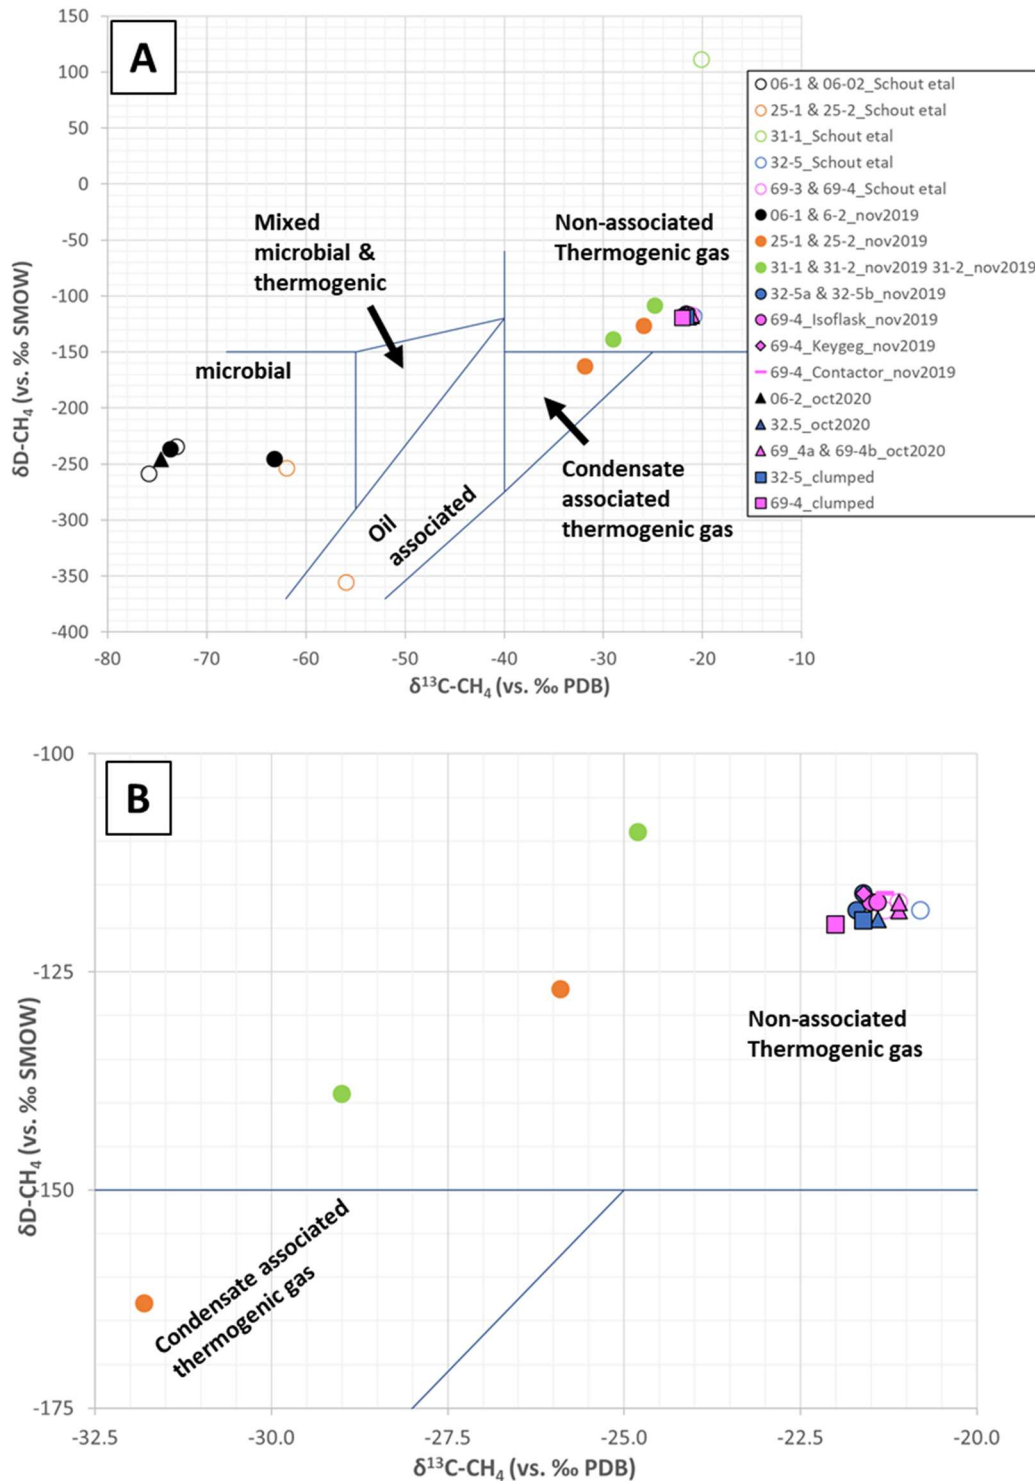 A
150
100
50
0
-50
-100
-150
-200
-250
-300
-350
-400
δD-CH₄ (vs. ‰ SMOW)
Mixed
microbial &
thermogenic
Non-associated
Thermogenic gas
microbial
Oil
associated
Condensate
associated
thermogenic gas
06-1 & 06-02_Schout etal
25-1 & 25-2_Schout etal
31-1_Schout etal
32-5_Schout etal
69-3 & 69-4_Schout etal
06-1 & 6-2_nov2019
25-1 & 25-2_nov2019
31-1 & 31-2_nov2019 31-2_nov2019
32-5a & 32-5b_nov2019
69-4_Isoflask_nov2019
69-4_Keygeg_nov2019
69-4_Contactor_nov2019
06-2_oct2020
32.5_oct2020
69_4a & 69-4b_oct2020
32-5_clumped
69-4_clumped
-80 -70 -60 -50 -40 -30 -20 -10
δ¹³C-CH₄ (vs. ‰ PDB)
B
-100
-125
-150
-175
δD-CH₄ (vs. ‰ SMOW)
Non-associated
Thermogenic gas
Condensate associated
thermogenic gas
-32.5 -30.0 -27.5 -25.0 -22.5 -20.0
δ¹³C-CH₄ (vs. ‰ PDB)